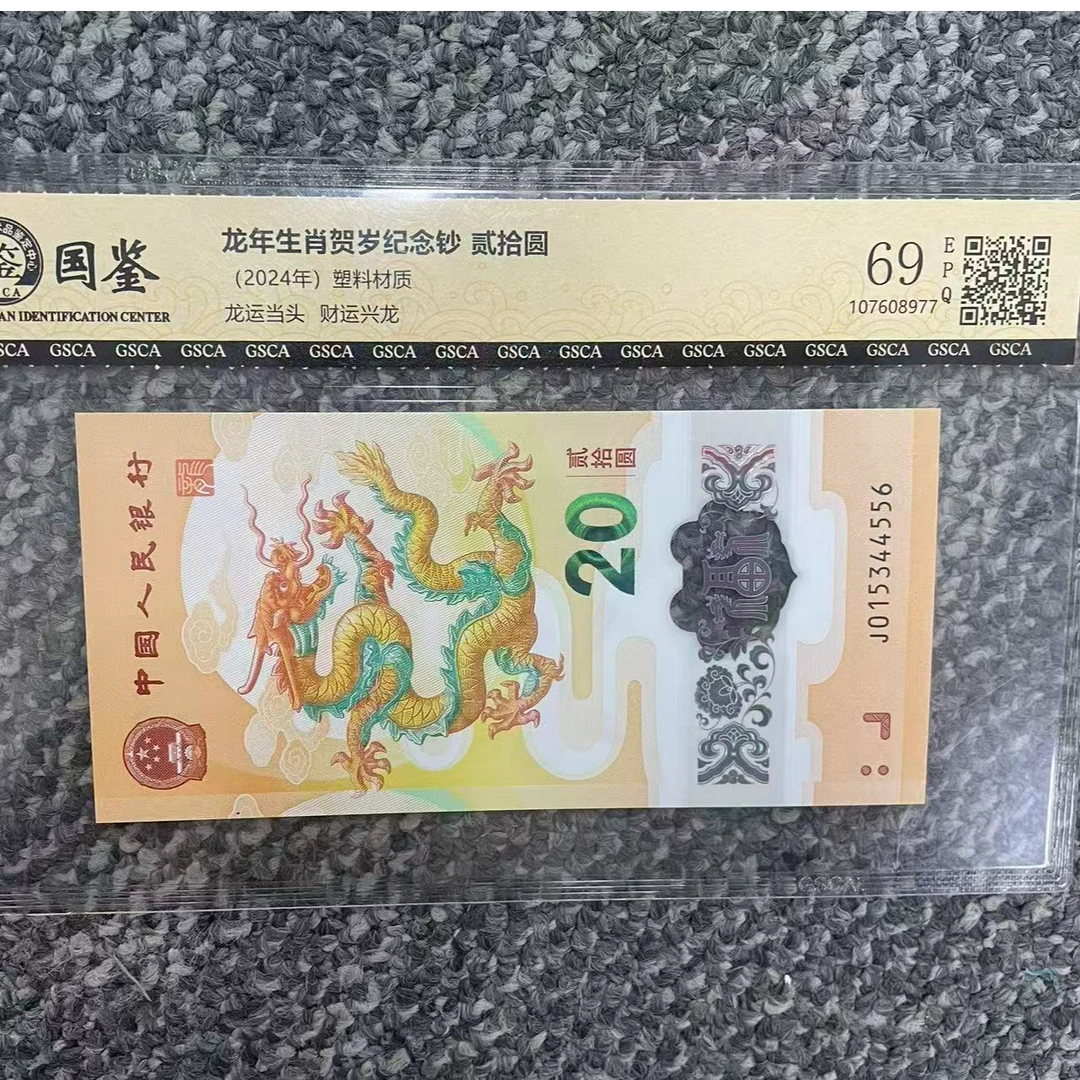 国鉴
AN IDENTIFICATION CENTER
龙年生肖贺岁纪念钞 贰拾圆
（2024年）塑料材质
龙运当头 财运兴龙
69
EPQ
107608977
SCA GSCA GSCA GSCA GSCA GSCA GSCA GSCA GSCA GSCA GSCA GSCA GSCA GSCA GSCA GSCA GSCA
中国人民银行
贰拾圆
20
福
J015344556
GSCA